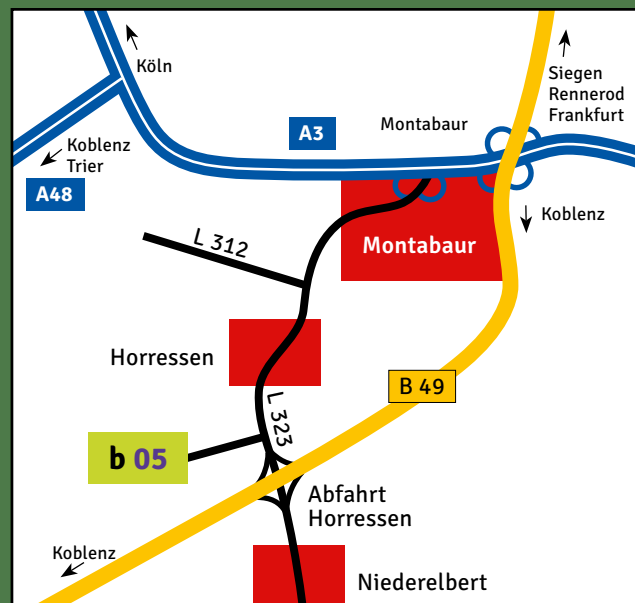 Köln
Siegen
Rennerod
Frankfurt
A3
Montabaur
Koblenz
Trier
A48
Koblenz
L 312
Montabaur
Horressen
B 49
L 323
b 05
Abfahrt
Horressen
Koblenz
Niederelbert